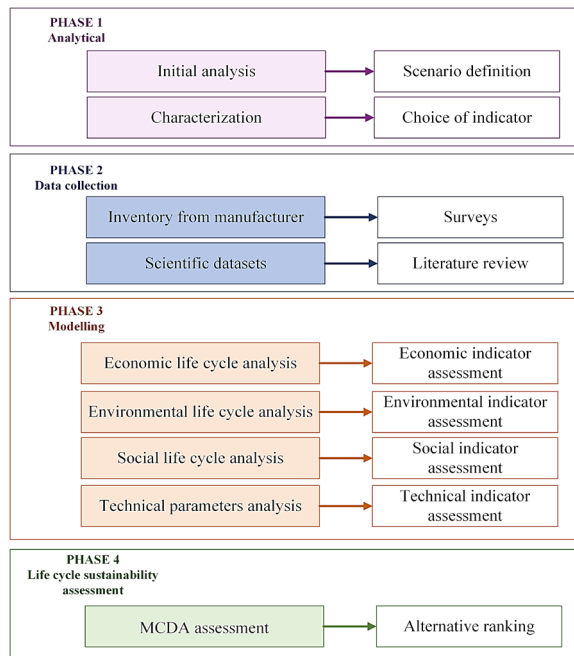 PHASE 1
Analytical
Initial analysis
Scenario definition
Characterization
Choice of indicator
PHASE 2
Data collection
Inventory from manufacturer
Surveys
Scientific datasets
Literature review
PHASE 3
Modelling
Economic life cycle analysis
Economic indicator
assessment
Environmental life cycle analysis
Environmental indicator
assessment
Social life cycle analysis
Social indicator
assessment
Technical parameters analysis
Technical indicator
assessment
PHASE 4
Life cycle sustainability
assessment
MCDA assessment
Alternative ranking